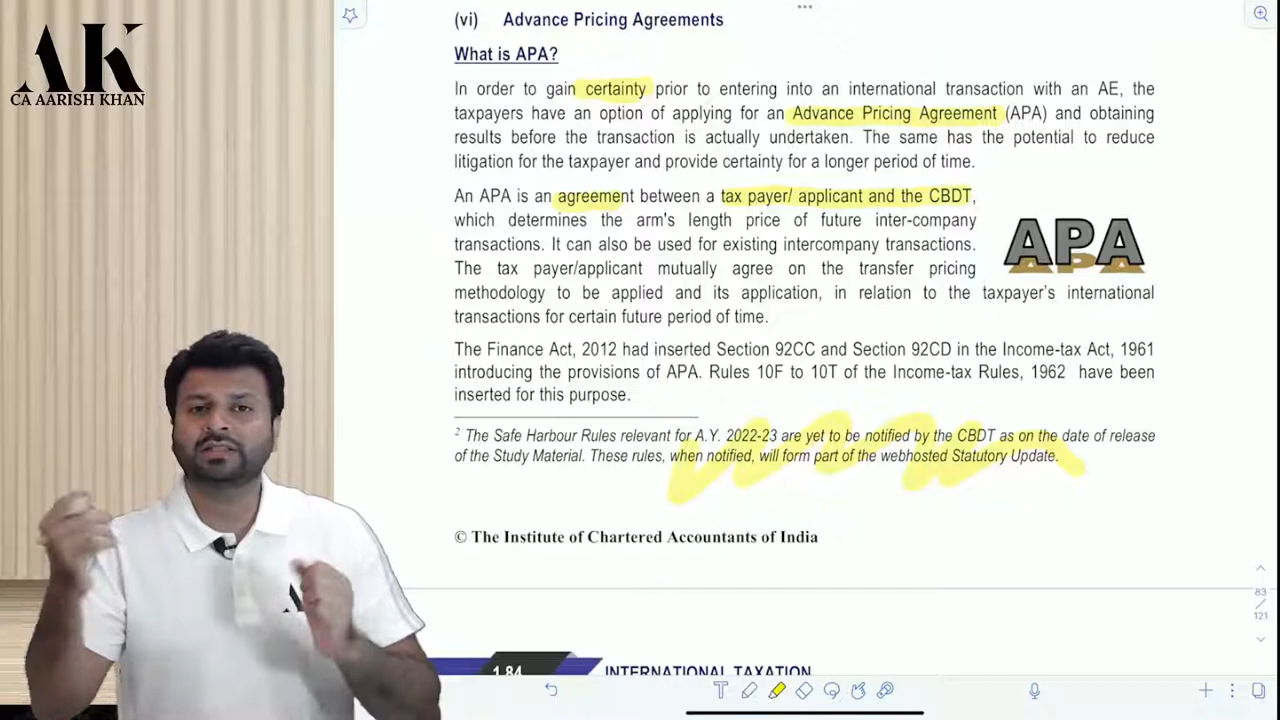 AK
CA AARISH KHAN
(vi) Advance Pricing Agreements
What is APA?
In order to gain certainty prior to entering into an international transaction with an AE, the
taxpayers have an option of applying for an Advance Pricing Agreement (APA) and obtaining
results before the transaction is actually undertaken. The same has the potential to reduce
litigation for the taxpayer and provide certainty for a longer period of time.
An APA is an agreement between a tax payer/ applicant and the CBDT,
which determines the arm's length price of future inter-company
transactions. It can also be used for existing intercompany transactions.
The tax payer/applicant mutually agree on the transfer pricing
methodology to be applied and its application, in relation to the taxpayer's international
transactions for certain future period of time.
APA
The Finance Act, 2012 had inserted Section 92CC and Section 92CD in the Income-tax Act, 1961
introducing the provisions of APA. Rules 10F to 10T of the Income-tax Rules, 1962 have been
inserted for this purpose.
2 The Safe Harbour Rules relevant for A.Y. 2022-23 are yet to be notified by the CBDT as on the date of release
of the Study Material. These rules, when notified, will form part of the webhosted Statutory Update.
© The Institute of Chartered Accountants of India
83
/
121
1.84 INTERNATIONAL TAXATION